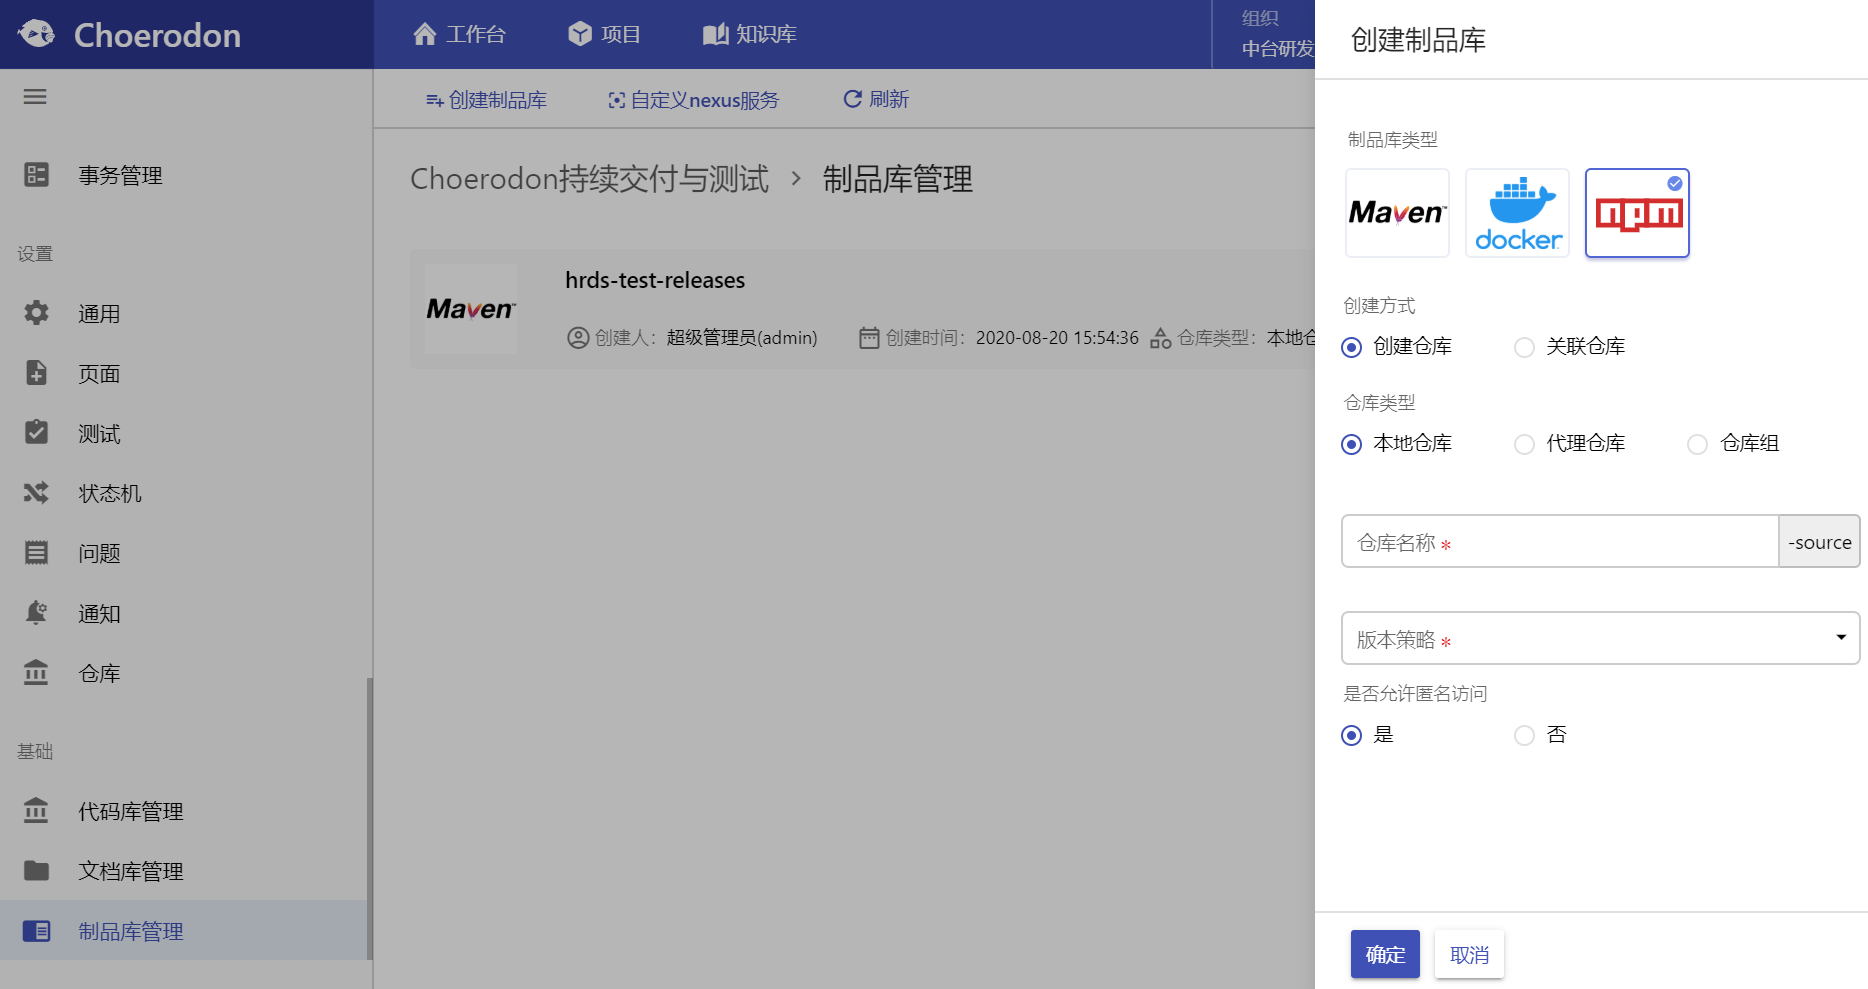 Choerodon
工作台
项目
知识库
组织
中台研发
事务管理
设置
通用
页面
测试
状态机
问题
通知
仓库
基础
代码库管理
文档库管理
制品库管理
创建制品库
自定义nexus服务
刷新
Choerodon持续交付与测试 › 制品库管理
Maven™
hrds-test-releases
创建人：超级管理员(admin)
创建时间：2020-08-20 15:54:36
仓库类型：本地仓
创建制品库
制品库类型
Maven™
docker
npm
创建方式
创建仓库
关联仓库
仓库类型
本地仓库
代理仓库
仓库组
仓库名称 *
-source
版本策略 *
是否允许匿名访问
是
否
确定
取消